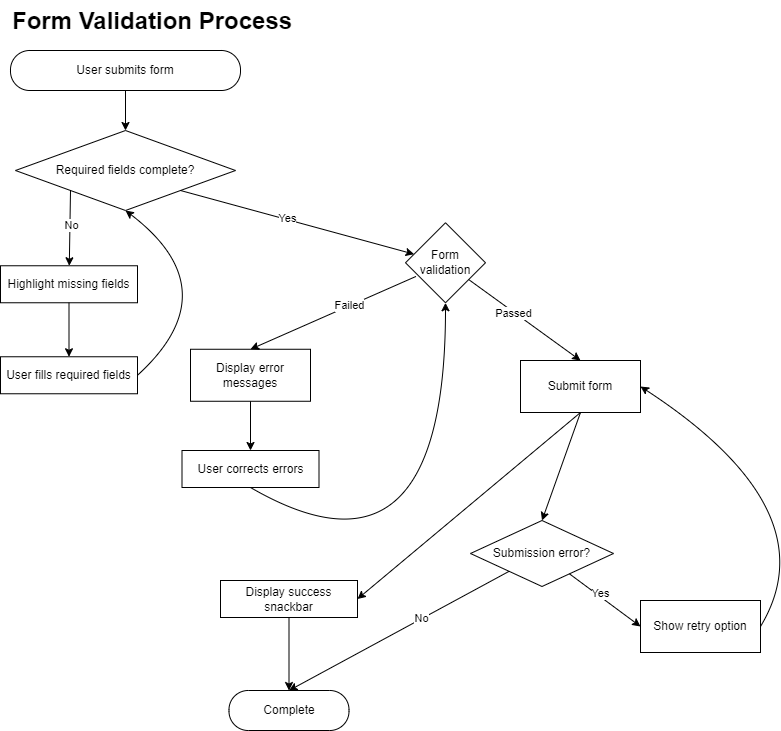 Form Validation Process
User submits form
Required fields complete?
No
Yes
Highlight missing fields
User fills required fields
Form
validation
Failed
Passed
Display error
messages
User corrects errors
Submit form
Submission error?
Display success
snackbar
No
Yes
Show retry option
Complete